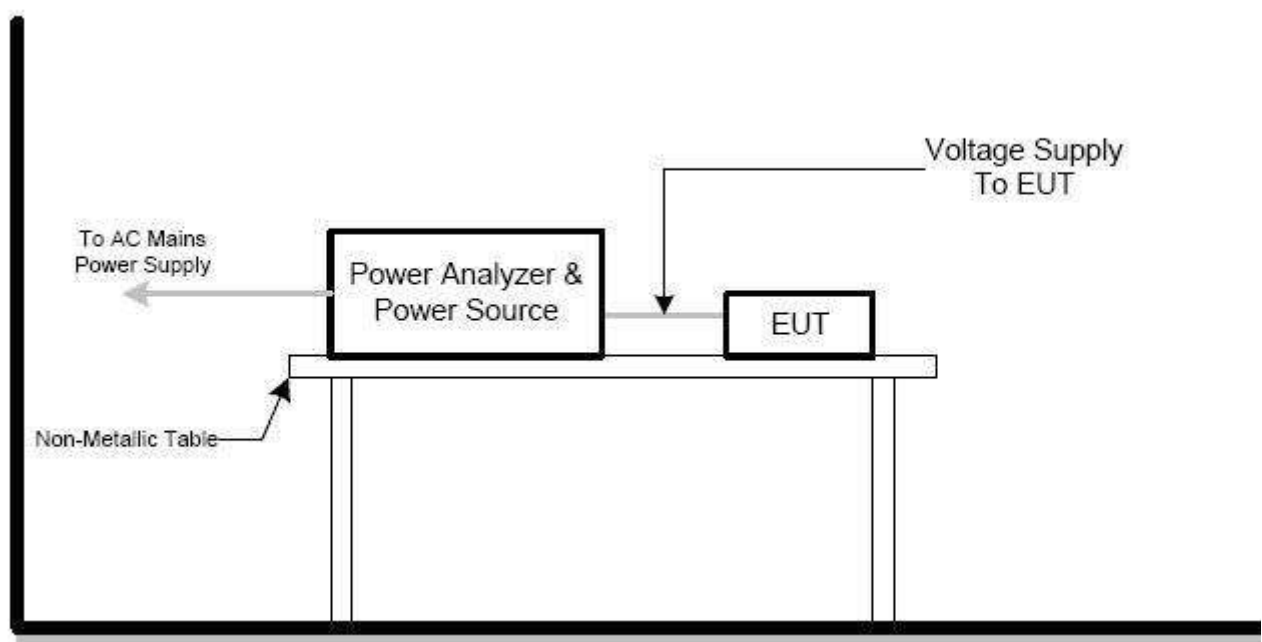 Voltage Supply
To EUT
To AC Mains
Power Supply
Power Analyzer &
Power Source
EUT
Non-Metallic Table